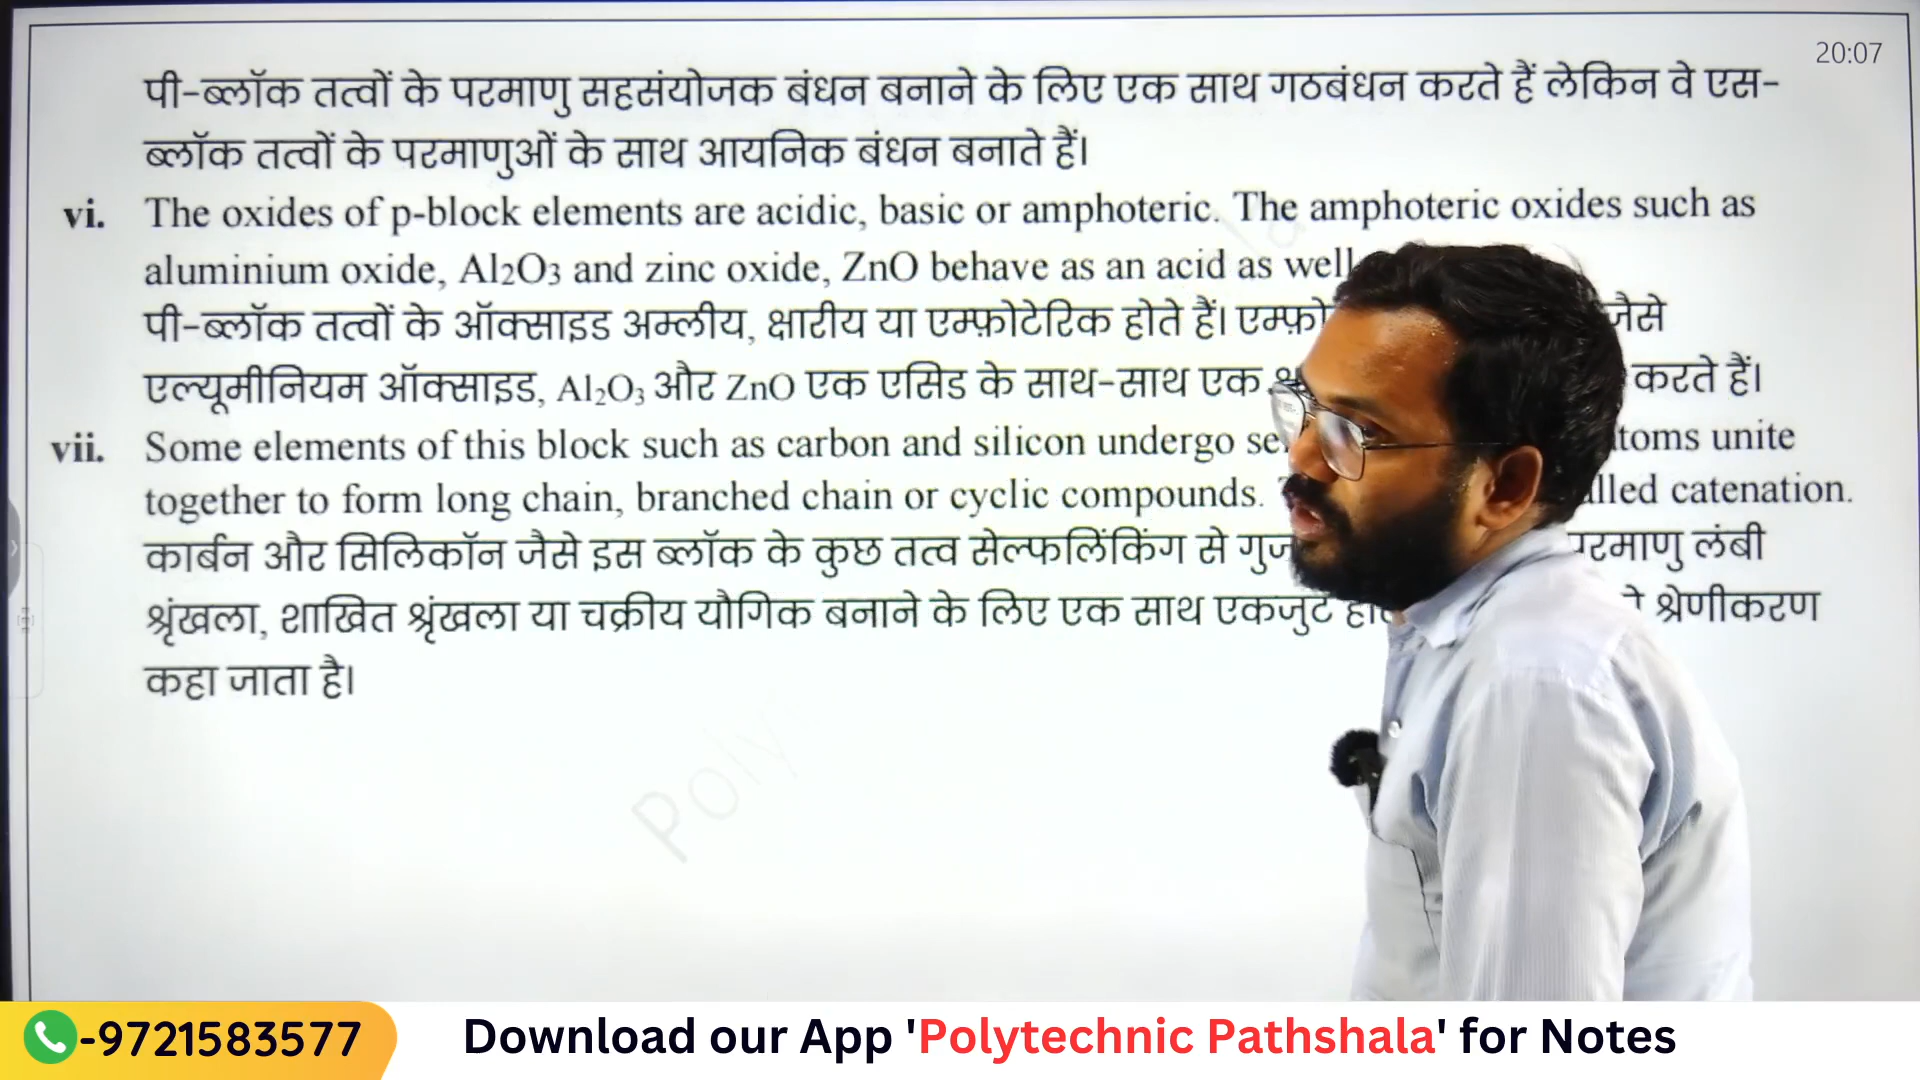 20:07
पी-ब्लॉक तत्वों के परमाणु सहसंयोजक बंधन बनाने के लिए एक साथ गठबंधन करते हैं लेकिन वे एस-
ब्लॉक तत्वों के परमाणुओं के साथ आयनिक बंधन बनाते हैं।
vi. The oxides of p-block elements are acidic, basic or amphoteric. The amphoteric oxides such as
aluminium oxide, Al2O3 and zinc oxide, ZnO behave as an acid as well
पी-ब्लॉक तत्वों के ऑक्साइड अम्लीय, क्षारीय या एम्फ़ोटेरिक होते हैं। जैसे
एल्यूमीनियम ऑक्साइड, Al₂O₃ और ZnO एक एसिड के साथ-साथ एक करते हैं।
vii. Some elements of this block such as carbon and silicon undergo unite
together to form long chain, branched chain or cyclic compounds. catenation.
कार्बन और सिलिकॉन जैसे इस ब्लॉक के कुछ तत्व सेल्फलिंकिंग से परमाणु लंबी
श्रृंखला, शाखित श्रृंखला या चक्रीय यौगिक बनाने के लिए एक साथ एकजुट श्रेणीकरण
कहा जाता है।
Poly
-9721583577 Download our App 'Polytechnic Pathshala' for Notes